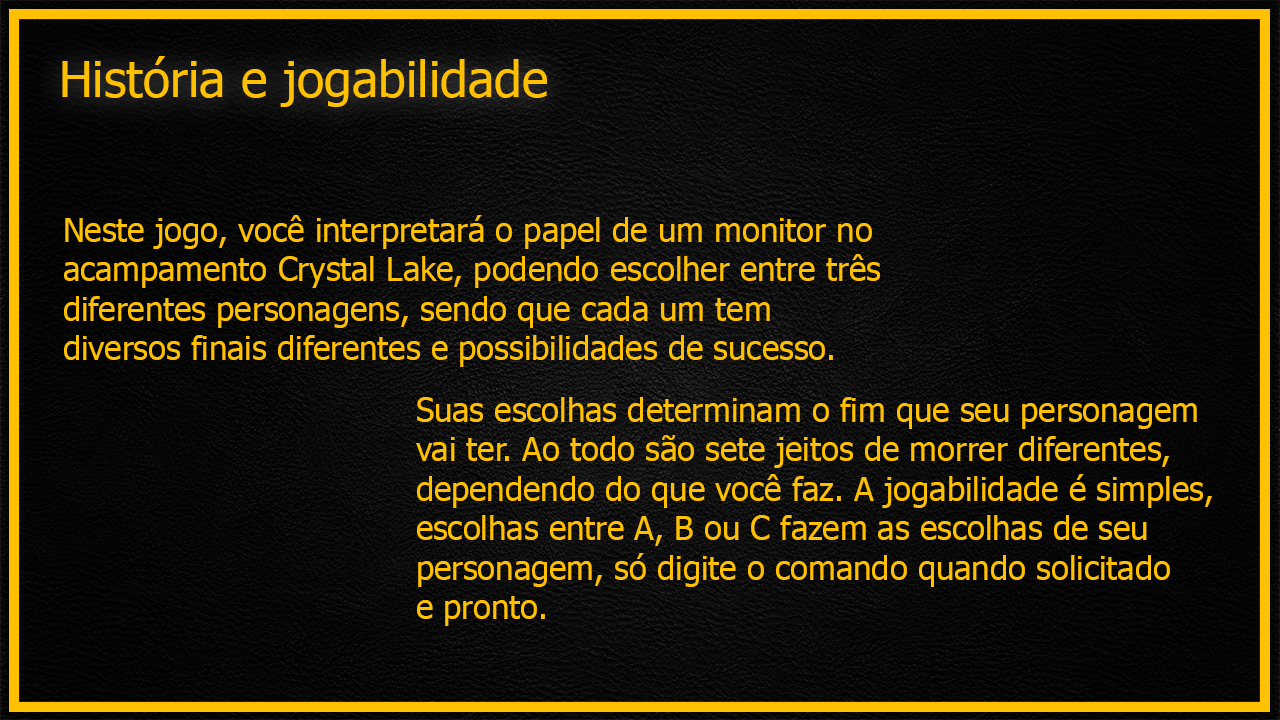 História e jogabilidade
Neste jogo, você interpretará o papel de um monitor no
acampamento Crystal Lake, podendo escolher entre três
diferentes personagens, sendo que cada um tem
diversos finais diferentes e possibilidades de sucesso.
Suas escolhas determinam o fim que seu personagem
vai ter. Ao todo são sete jeitos de morrer diferentes,
dependendo do que você faz. A jogabilidade é simples,
escolhas entre A, B ou C fazem as escolhas de seu
personagem, só digite o comando quando solicitado
e pronto.